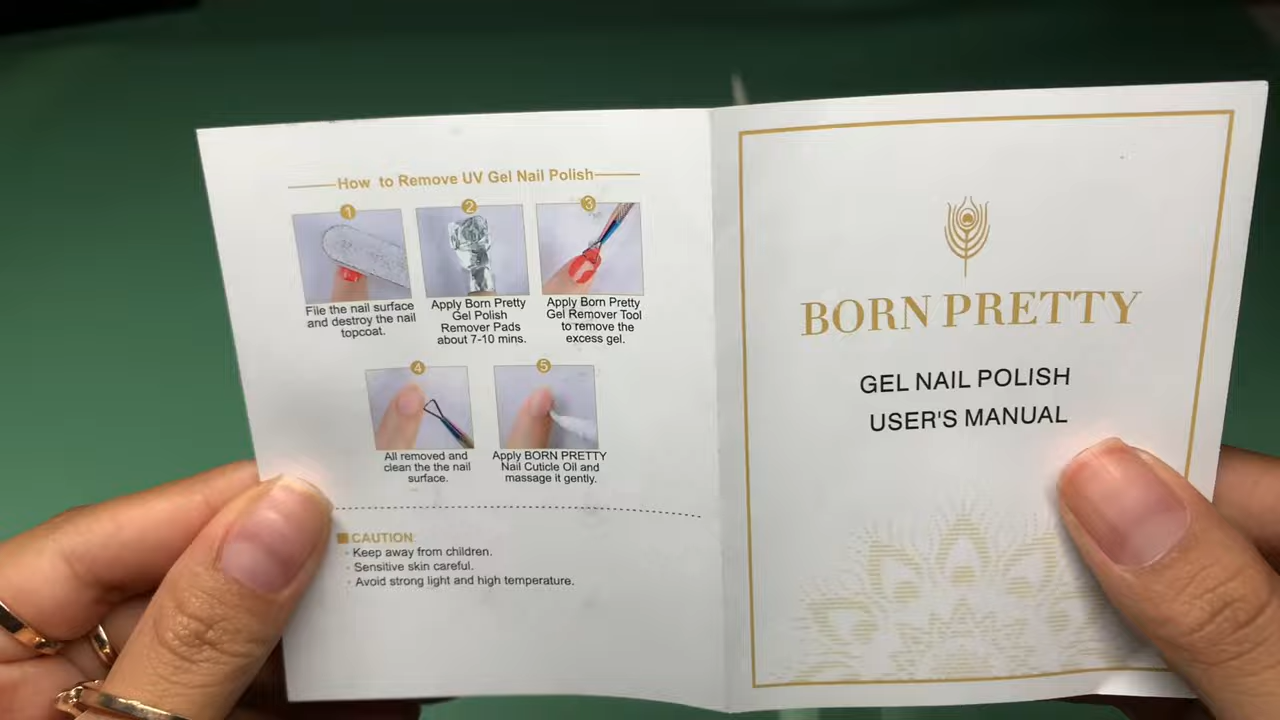 How to Remove UV Gel Nail Polish
1
2
3
File the nail surface
and destroy the nail
topcoat.
Apply Born Pretty
Gel Polish
Remover Pads
about 7-10 mins.
Apply Born Pretty
Gel Remover Tool
to remove the
excess gel.
4
5
All removed and
clean the the nail
surface.
Apply BORN PRETTY
Nail Cuticle Oil and
massage it gently.
CAUTION:
· Keep away from children.
· Sensitive skin careful.
· Avoid strong light and high temperature.
BORN PRETTY
GEL NAIL POLISH
USER'S MANUAL